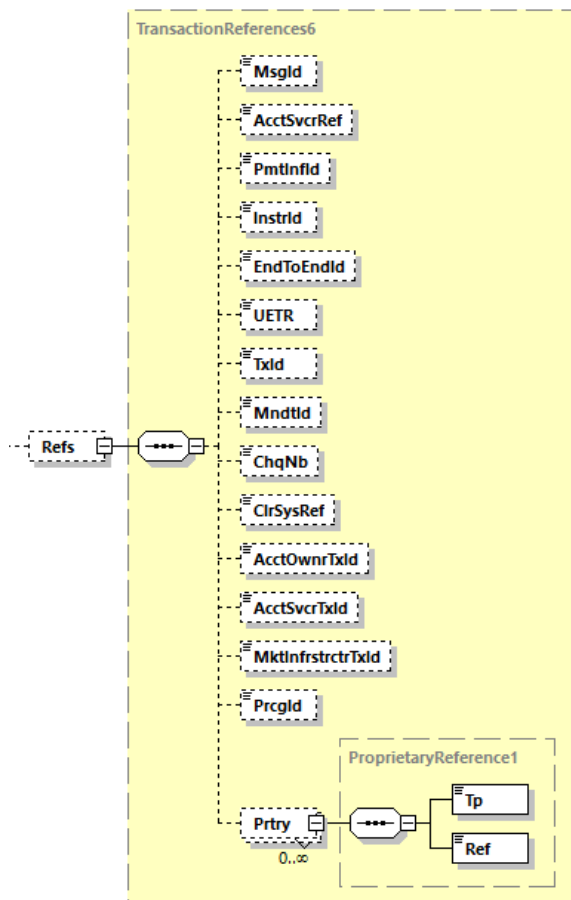 TransactionReferences6
MsgId
AcctSvcrRef
PmtInfId
InstrId
EndToEndId
UETR
TxId
MndtId
Refs
ChqNb
ClrSysRef
AcctOwnrTxId
AcctSvcrTxId
MktInfrstrctrTxId
PrcgId
ProprietaryReference1
Tp
Prtry
Ref
0..∞